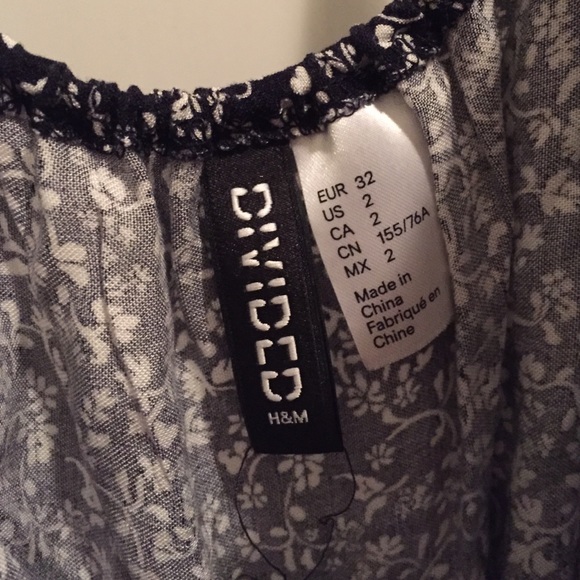 DIVIDED
H&M
EUR 32
US 2
CA 2
CN 155/76A
MX 2
Made in
China
Fabriqué en
Chine